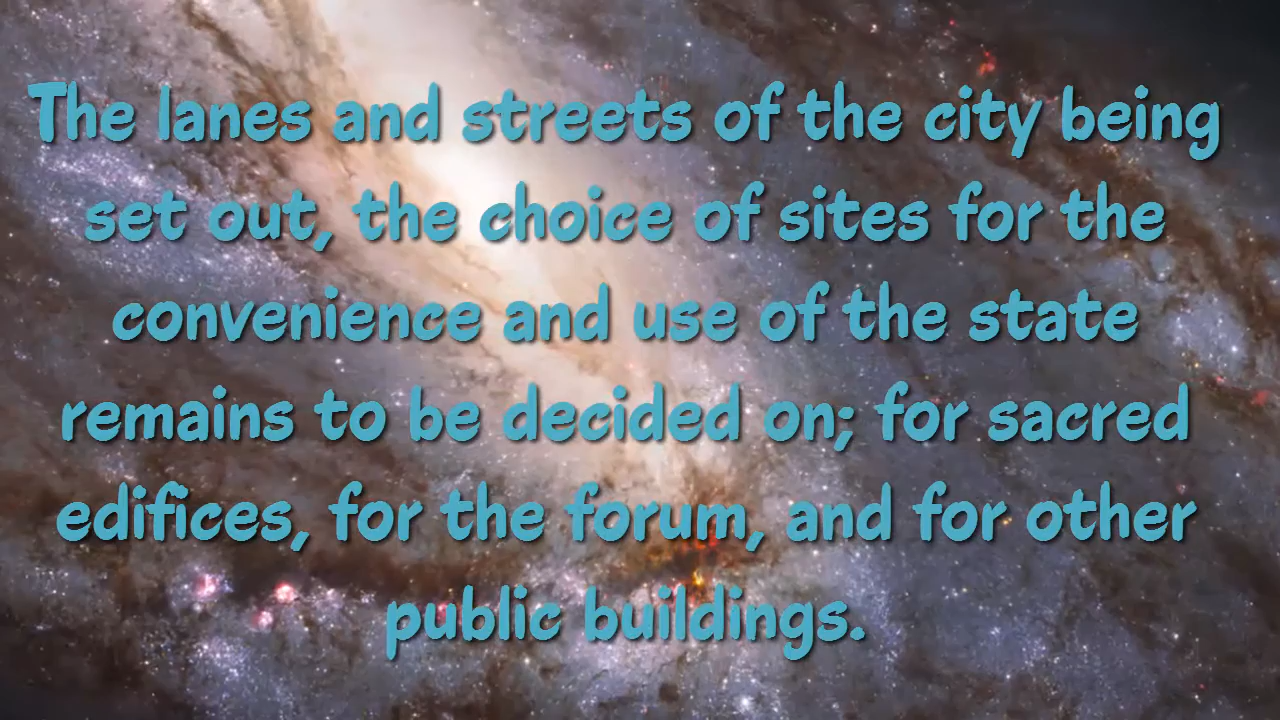 The lanes and streets of the city being
set out, the choice of sites for the
convenience and use of the state
remains to be decided on; for sacred
edifices, for the forum, and for other
public buildings.